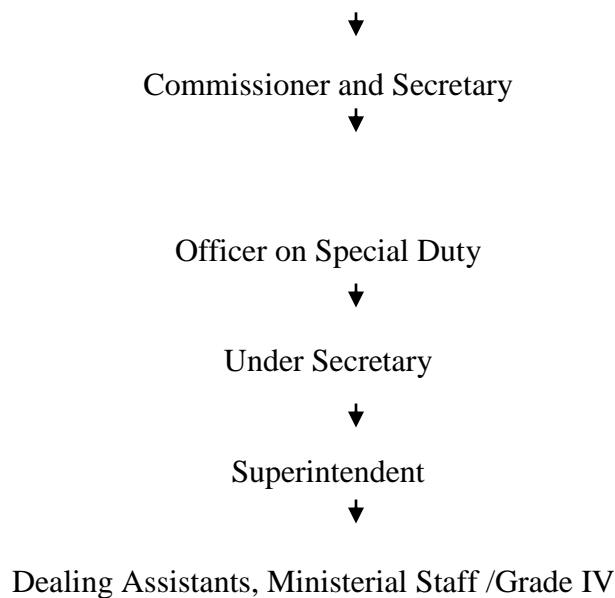 Commissioner and Secretary
Officer on Special Duty
Under Secretary
Superintendent
Dealing Assistants, Ministerial Staff /Grade IV